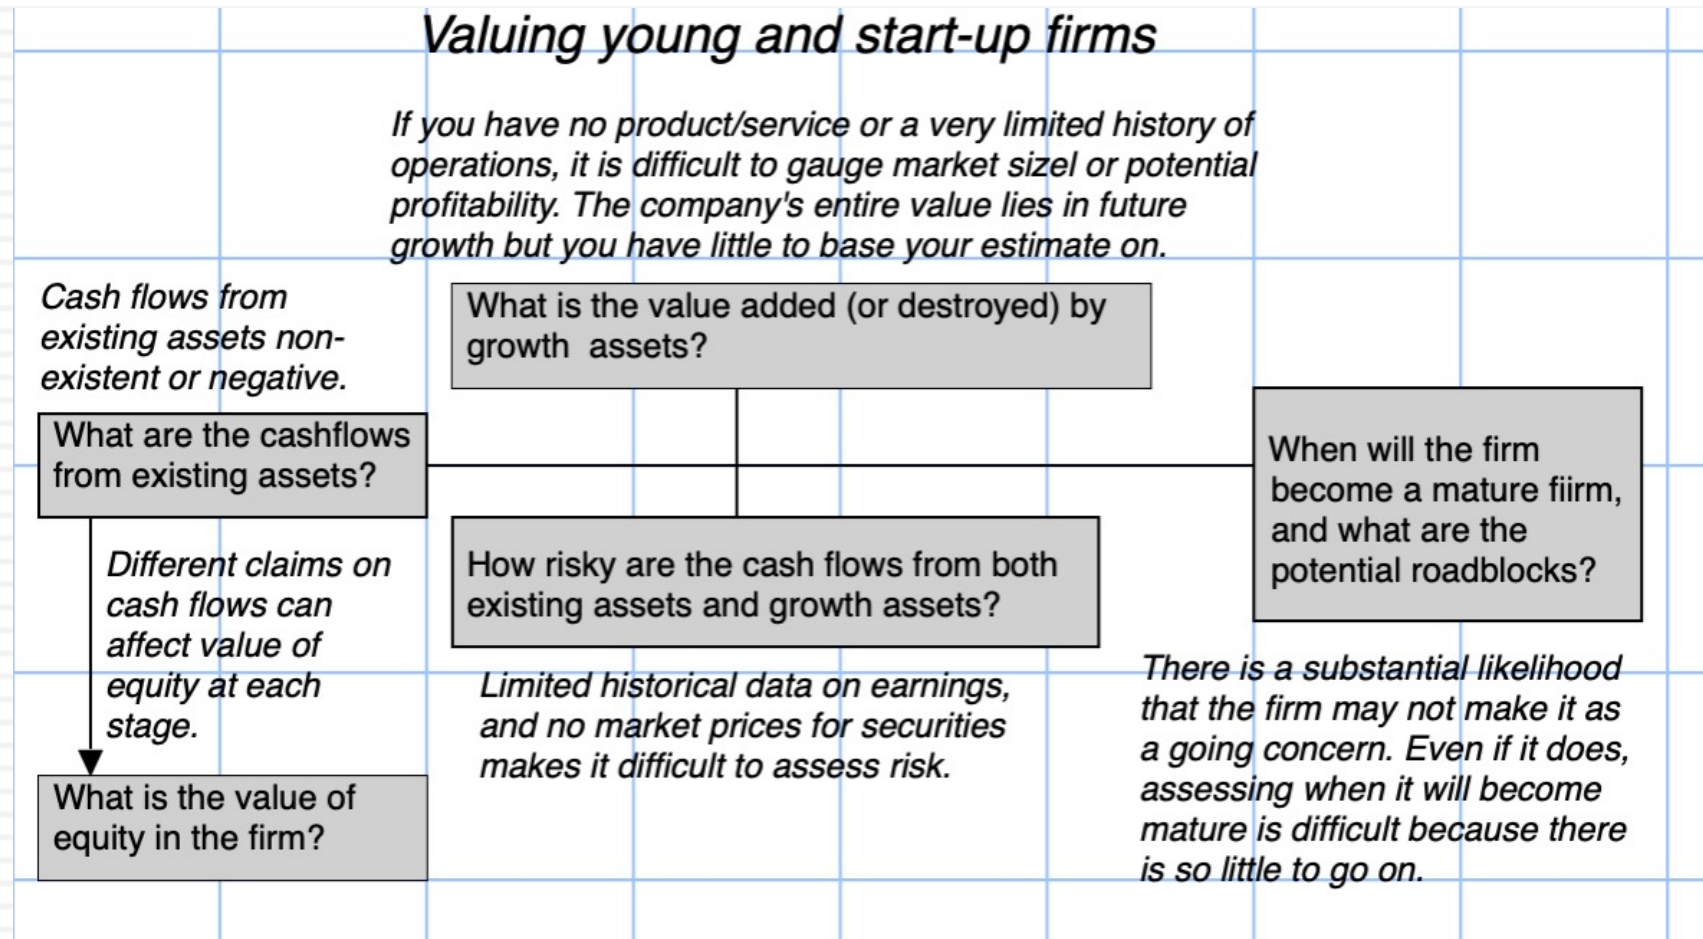 Valuing young and start-up firms
If you have no product/service or a very limited history of
operations, it is difficult to gauge market sizel or potential
profitability. The company's entire value lies in future
growth but you have little to base your estimate on.
Cash flows from
existing assets non-
existent or negative.
What is the value added (or destroyed) by
growth  assets?
What are the cashflows
from existing assets?
When will the firm
become a mature fiirm,
and what are the
potential roadblocks?
Different claims on
cash flows can
affect value of
equity at each
stage.
How risky are the cash flows from both
existing assets and growth assets?
Limited historical data on earnings,
and no market prices for securities
makes it difficult to assess risk.
There is a substantial likelihood
that the firm may not make it as
a going concern. Even if it does,
assessing when it will become
mature is difficult because there
is so little to go on.
What is the value of
equity in the firm?